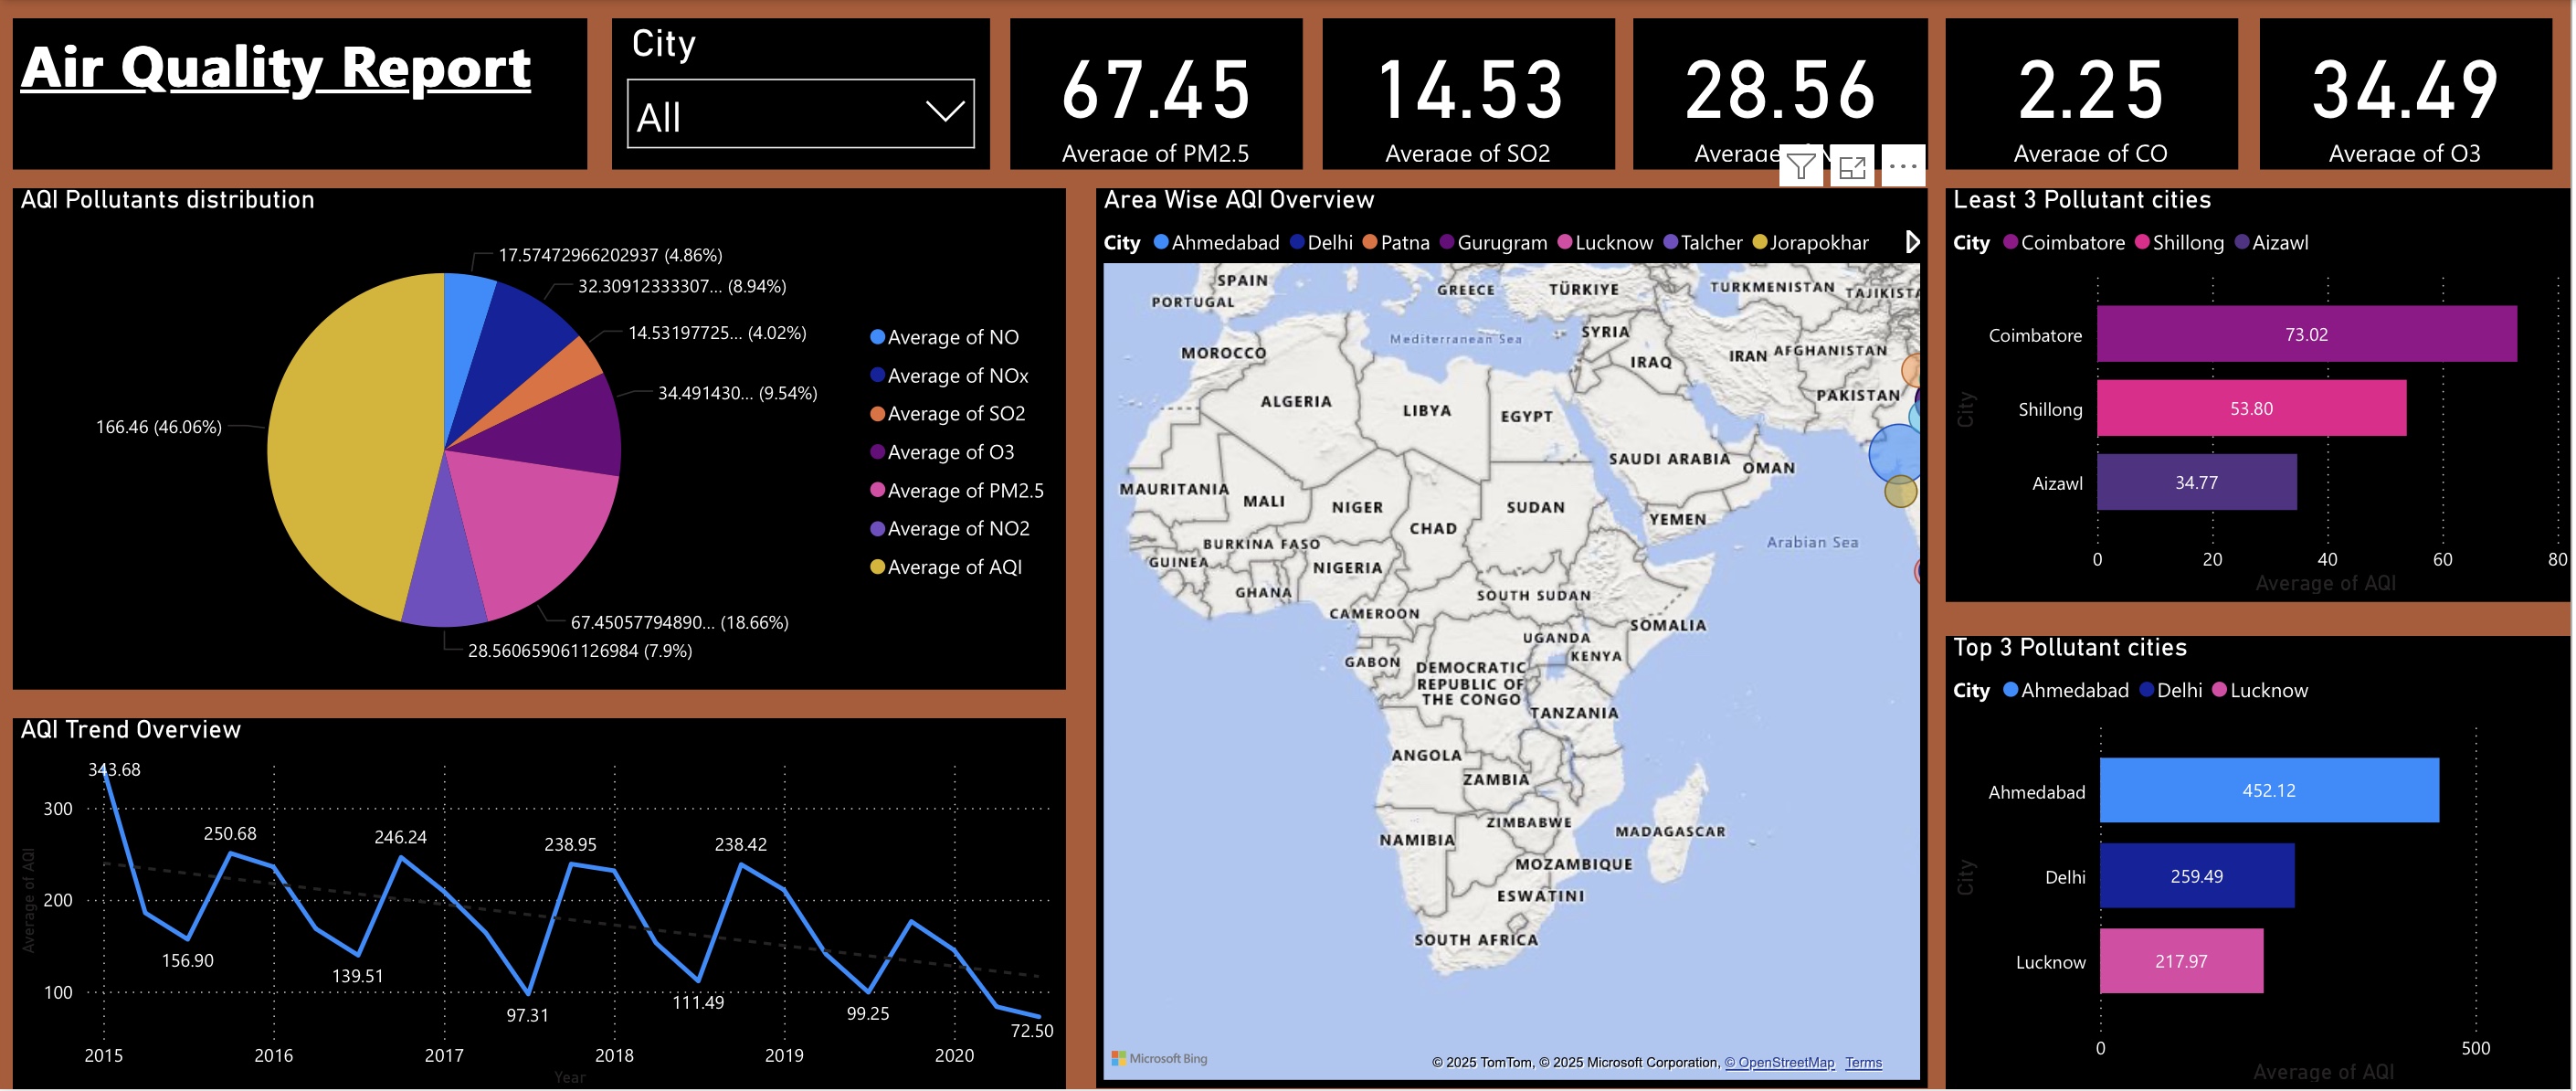 Air Quality Report
City
All
67.45
Average of PM2.5
14.53
Average of SO2
28.56
Average
2.25
Average of CO
34.49
Average of O3
AQI Pollutants distribution
17.57472966202937 (4.86%)
32.30912333307... (8.94%)
14.53197725... (4.02%)
34.491430... (9.54%)
166.46 (46.06%)
67.45057794890... (18.66%)
28.560659061126984 (7.9%)
Average of NO
Average of NOx
Average of SO2
Average of O3
Average of PM2.5
Average of NO2
Average of AQI
AQI Trend Overview
Average of AQI
300
200
100
343.68
250.68
246.24
238.95
238.42
156.90
139.51
97.31
111.49
99.25
72.50
2015 2016 2017 2018 2019 2020
Year
Area Wise AQI Overview
City Ahmedabad Delhi Patna Gurugram Lucknow Talcher Jorapokhar
SPAIN
PORTUGAL
GREECE
TÜRKIYE
TURKMENISTAN
TAJIKISTA
Mediterranean Sea
SYRIA
MOROCCO
IRAQ
IRAN
AFGHANISTAN
PAKISTAN
ALGERIA
LIBYA
EGYPT
SAUDI ARABIA
OMAN
MAURITANIA
MALI
NIGER
CHAD
SUDAN
YEMEN
BURKINA FASO
Arabian Sea
GUINEA
NIGERIA
GHANA
SOUTH SUDAN
CAMEROON
SOMALIA
UGANDA
KENYA
GABON
DEMOCRATIC
REPUBLIC OF
THE CONGO
TANZANIA
ANGOLA
ZAMBIA
ZIMBABWE
MADAGASCAR
NAMIBIA
MOZAMBIQUE
ESWATINI
SOUTH AFRICA
Microsoft Bing
© 2025 TomTom, © 2025 Microsoft Corporation, © OpenStreetMap Terms
Least 3 Pollutant cities
City Coimbatore Shillong Aizawl
City
Coimbatore 73.02
Shillong 53.80
Aizawl 34.77
0 20 40 60 80
Average of AQI
Top 3 Pollutant cities
City Ahmedabad Delhi Lucknow
City
Ahmedabad 452.12
Delhi 259.49
Lucknow 217.97
0 500
Average of AQI